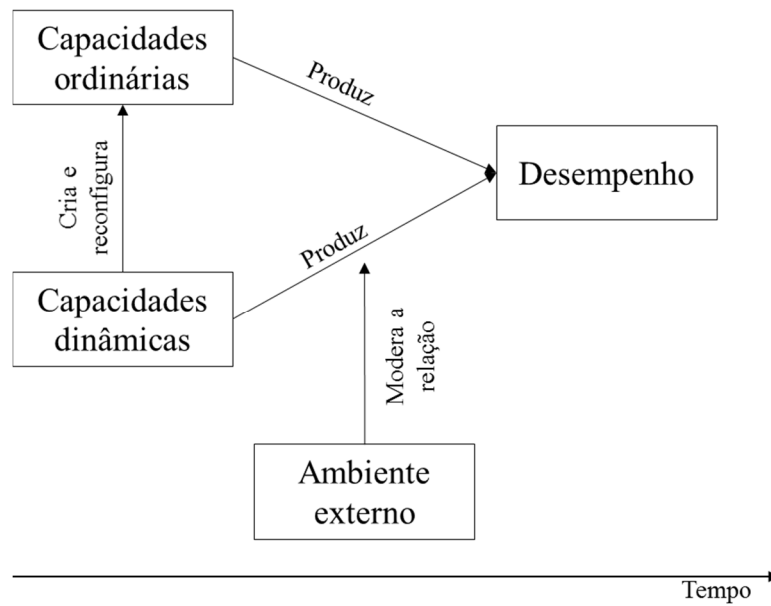 Capacidades
ordinárias
Produz
Cria e
reconfigura
Desempenho
Produz
Capacidades
dinâmicas
Modera a
relação
Ambiente
externo
Tempo